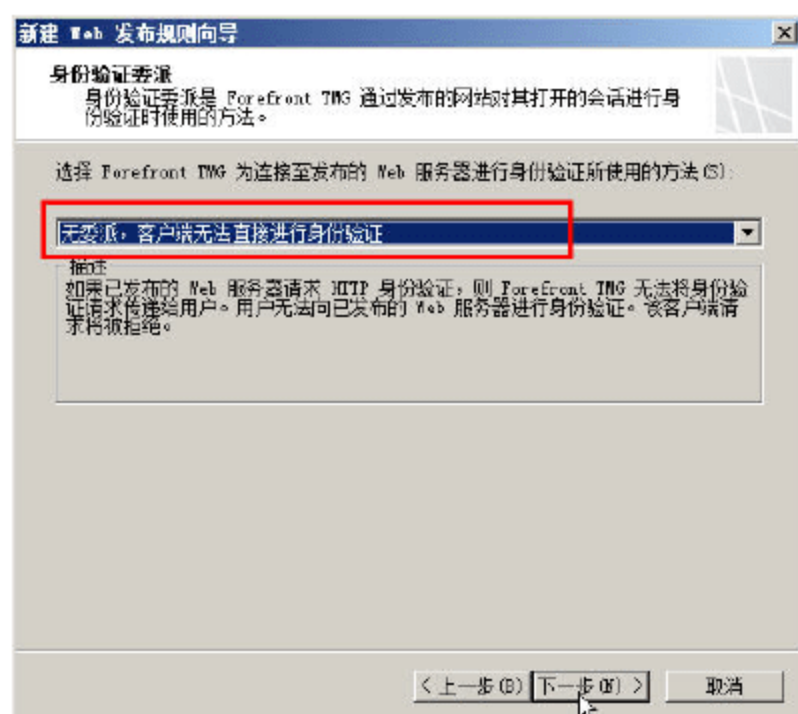 新建 Web 发布规则向导
身份验证委派
身份验证委派是 Forefront TMG 通过发布的网站对其打开的会话进行身
份验证时使用的方法。
选择 Forefront TMG 为连接至发布的 Web 服务器进行身份验证所使用的方法(S):
无委派，客户端无法直接进行身份验证
描述
如果已发布的 Web 服务器请求 HTTP 身份验证，则 Forefront TMG 无法将身份验
证请求传递给用户。用户无法向已发布的 Web 服务器进行身份验证。该客户端请
求将被拒绝。
< 上一步(B)
下一步(N) >
取消